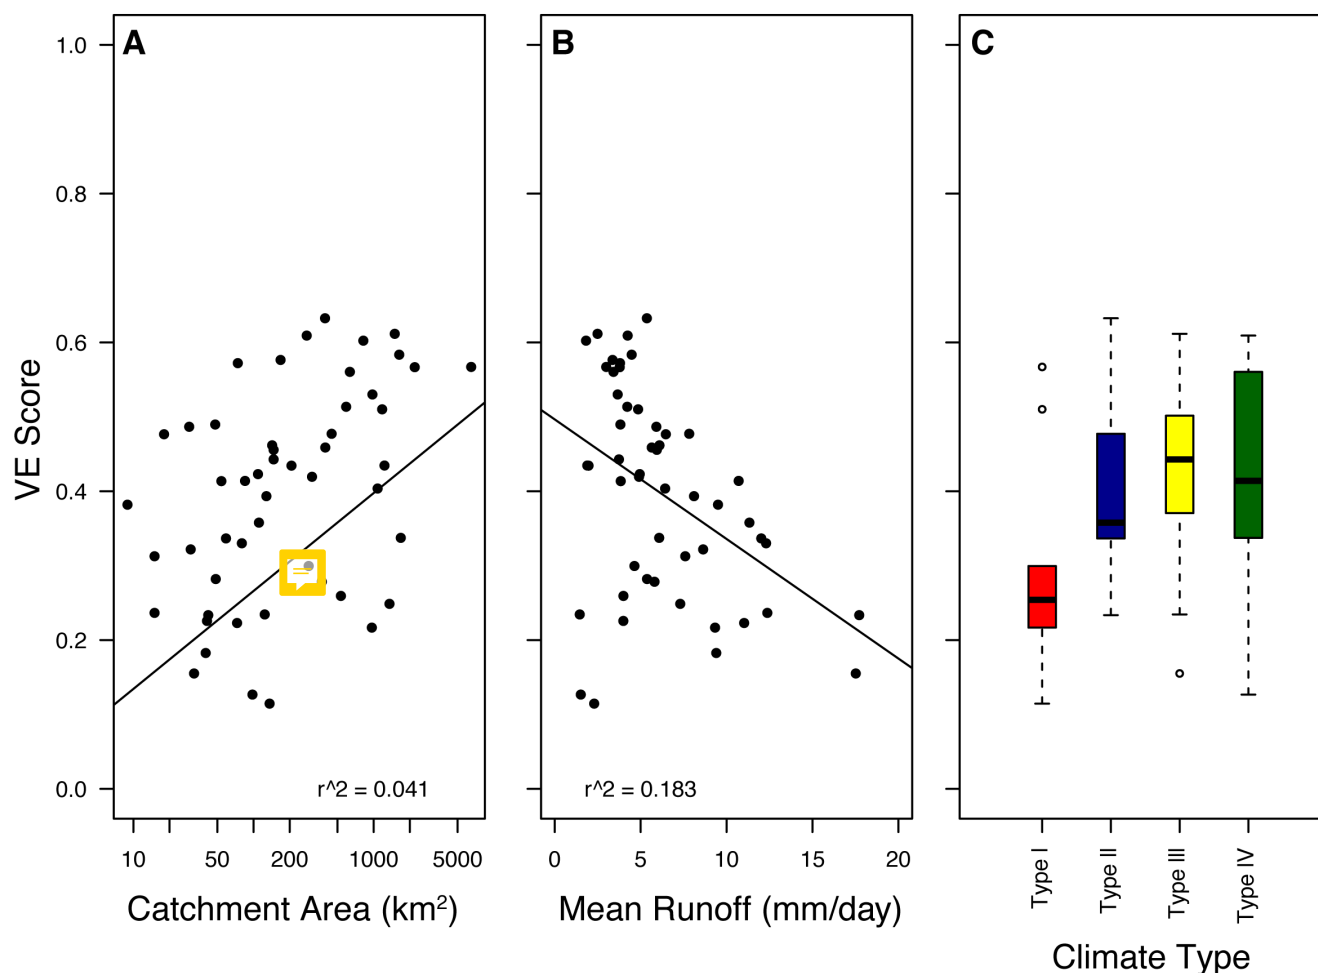 A
B
C
1.0
0.8
0.6
0.4
0.2
0.0
VE Score
r^2 = 0.041
r^2 = 0.183
10 50 200 1000 5000
0 5 10 15 20
Type I
Type II
Type III
Type IV
Catchment Area (km²)
Mean Runoff (mm/day)
Climate Type